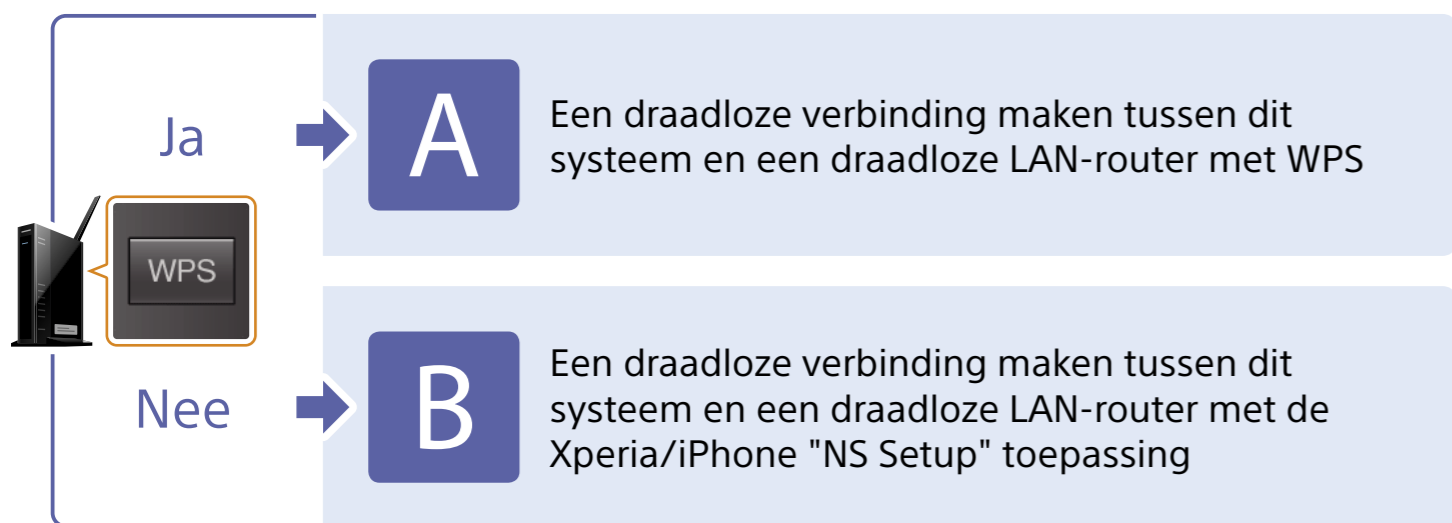 Ja
A
Een draadloze verbinding maken tussen dit
systeem en een draadloze LAN-router met WPS
WPS
Nee
B
Een draadloze verbinding maken tussen dit
systeem en een draadloze LAN-router met de
Xperia/iPhone "NS Setup" toepassing